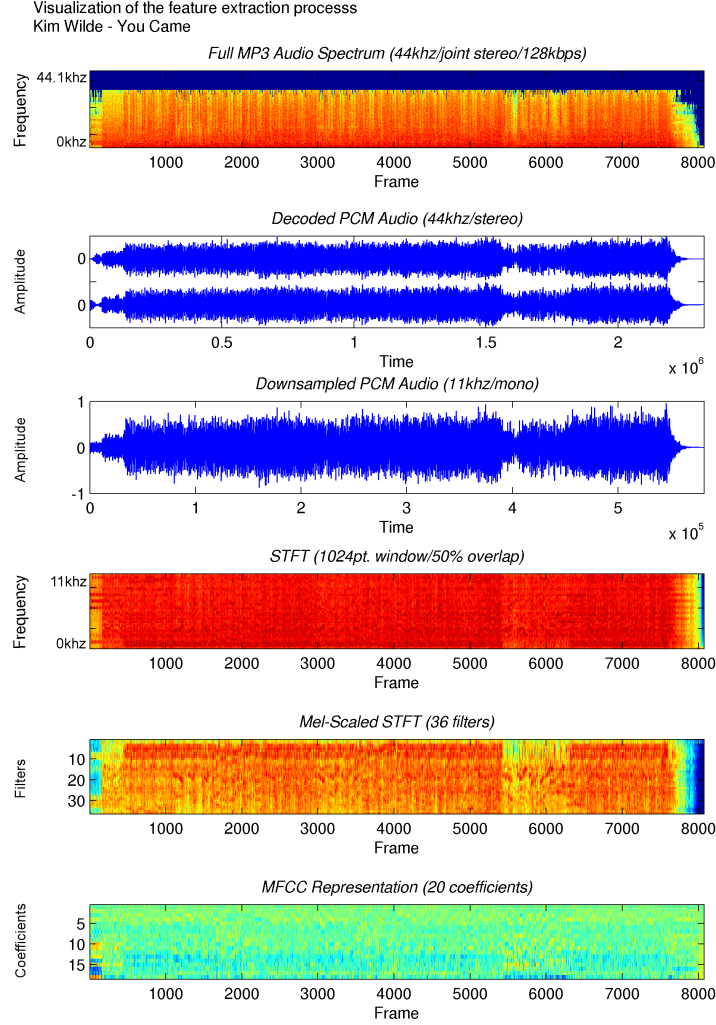 Visualization of the feature extraction processs
Kim Wilde - You Came
Full MP3 Audio Spectrum (44khz/joint stereo/128kbps)
Frequency
44.1khz
0khz
1000 2000 3000 4000 5000 6000 7000 8000
Frame
Decoded PCM Audio (44khz/stereo)
Amplitude
0
0
0 0.5 1 1.5 2
Time
x 10^6
Downsampled PCM Audio (11khz/mono)
Amplitude
1
0
-1
0 1 2 3 4 5
Time
x 10^5
STFT (1024pt. window/50% overlap)
Frequency
11khz
0khz
1000 2000 3000 4000 5000 6000 7000 8000
Frame
Mel-Scaled STFT (36 filters)
Filters
10
20
30
1000 2000 3000 4000 5000 6000 7000 8000
Frame
MFCC Representation (20 coefficients)
Coefficients
5
10
15
1000 2000 3000 4000 5000 6000 7000 8000
Frame